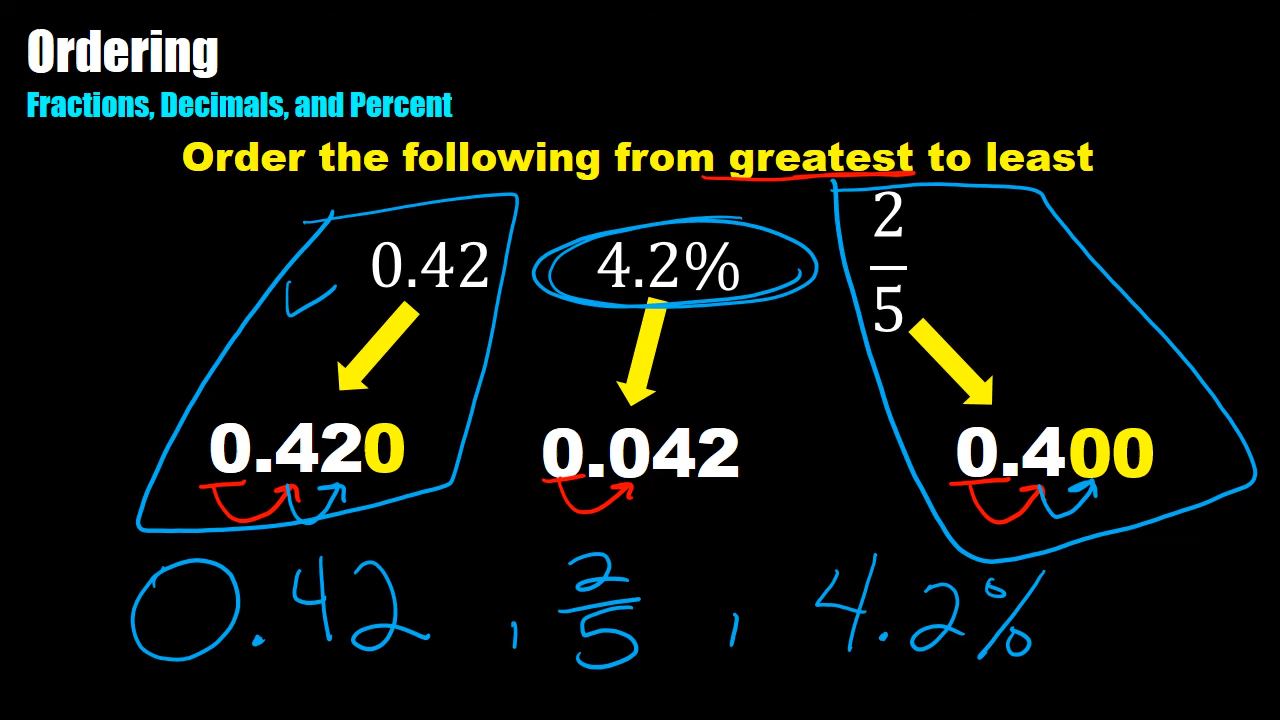 Ordering
Fractions, Decimals, and Percent
Order the following from greatest to least
0.42 4.2% 2/5
0.420 0.042 0.400
0.42 , 2/5 , 4.2%